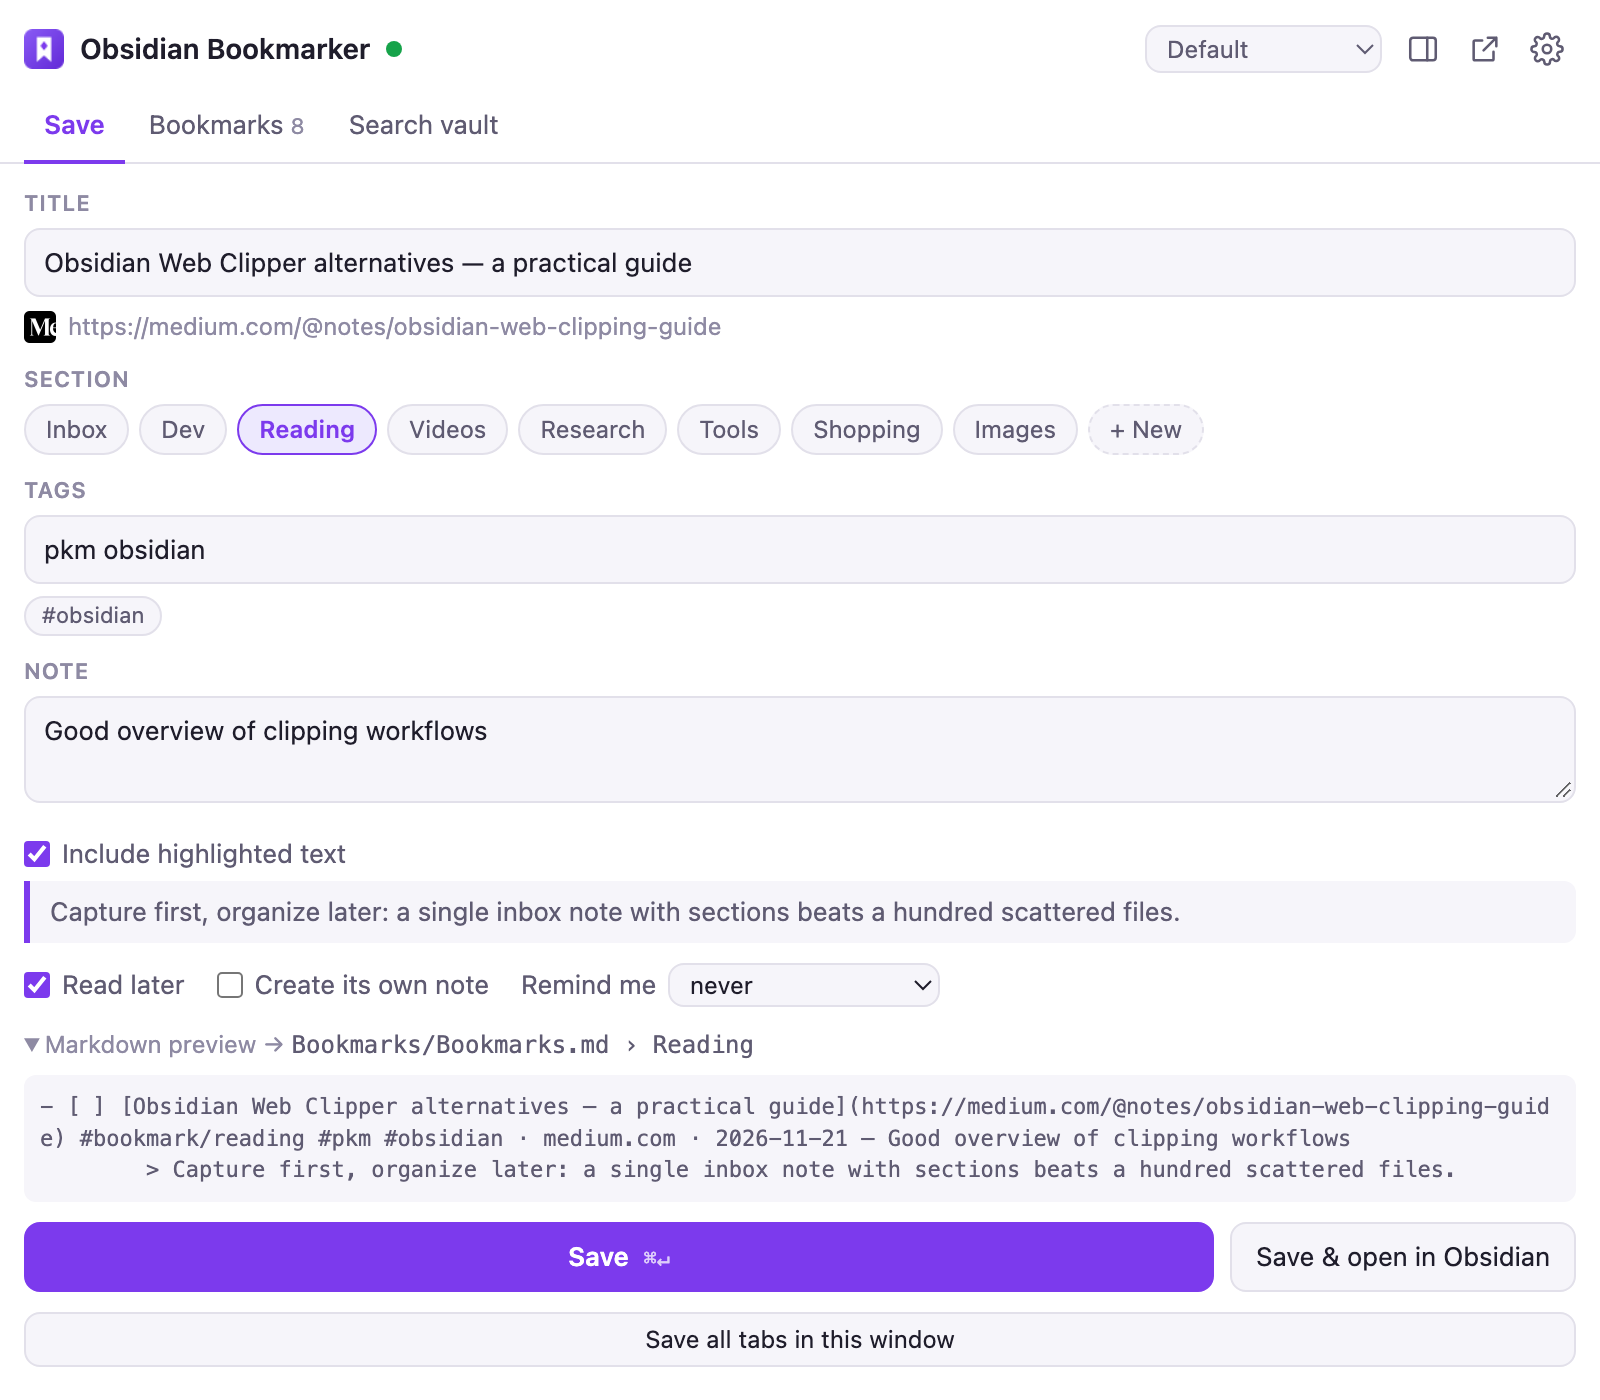 Obsidian Bookmarker
Default
Save
Bookmarks 8
Search vault
TITLE
Obsidian Web Clipper alternatives — a practical guide
Me https://medium.com/@notes/obsidian-web-clipping-guide
SECTION
Inbox Dev Reading Videos Research Tools Shopping Images + New
TAGS
pkm obsidian
#obsidian
NOTE
Good overview of clipping workflows
Include highlighted text
Capture first, organize later: a single inbox note with sections beats a hundred scattered files.
Read later Create its own note Remind me never
▼ Markdown preview → Bookmarks/Bookmarks.md › Reading
- [ ] [Obsidian Web Clipper alternatives — a practical guide](https://medium.com/@notes/obsidian-web-clipping-guid
e) #bookmark/reading #pkm #obsidian · medium.com · 2026-11-21 — Good overview of clipping workflows
> Capture first, organize later: a single inbox note with sections beats a hundred scattered files.
Save ⌘↵
Save & open in Obsidian
Save all tabs in this window